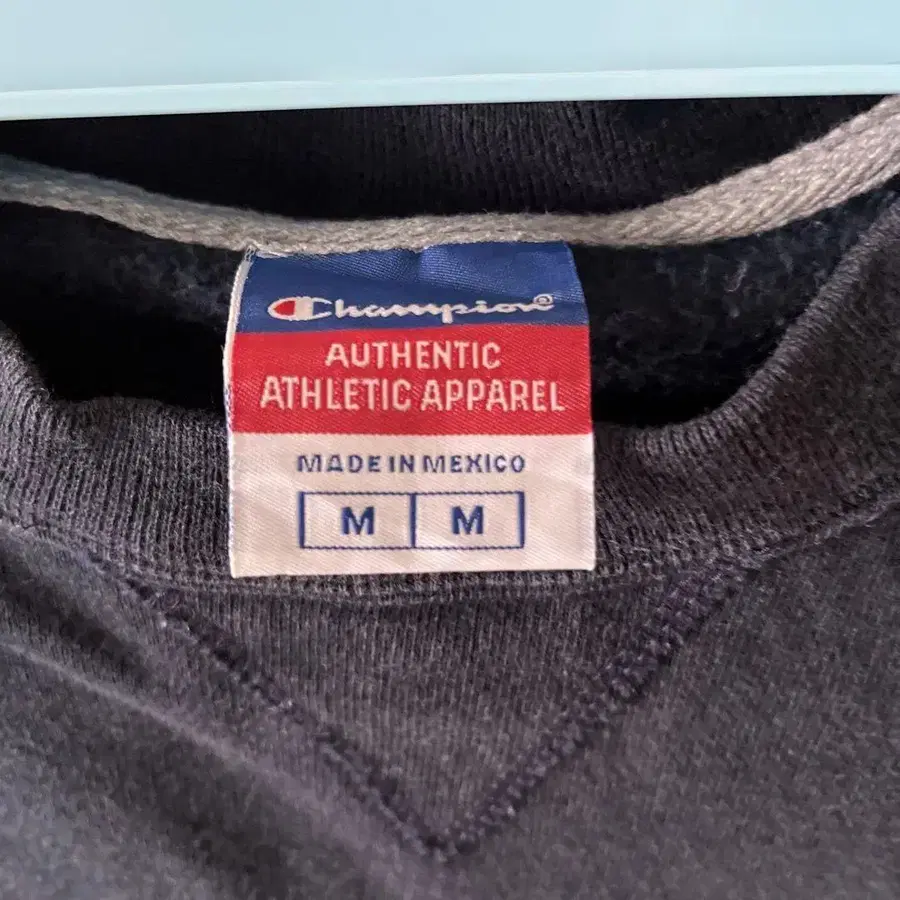 Champion®
AUTHENTIC
ATHLETIC APPAREL
MADE IN MEXICO
M M